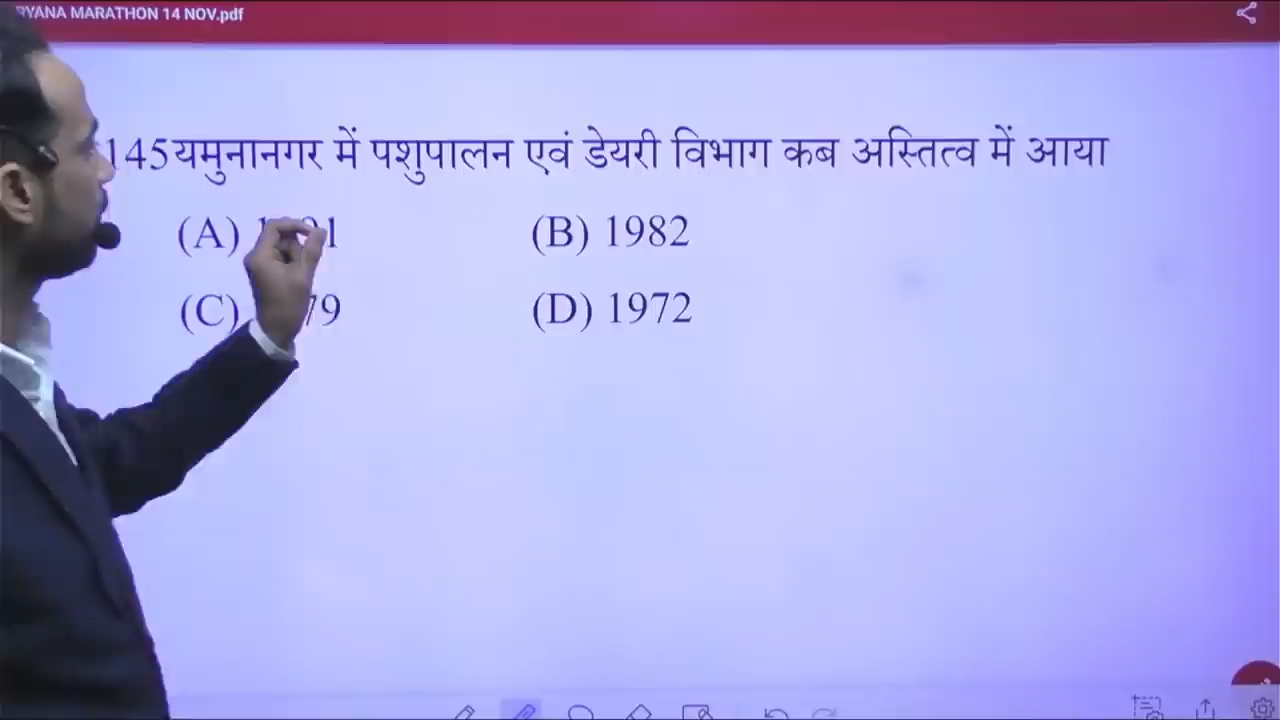 RYANA MARATHON 14 NOV.pdf
145यमुनानगर में पशुपालन एवं डेयरी विभाग कब अस्तित्व में आया
(A) (B) 1982
(C) (D) 1972